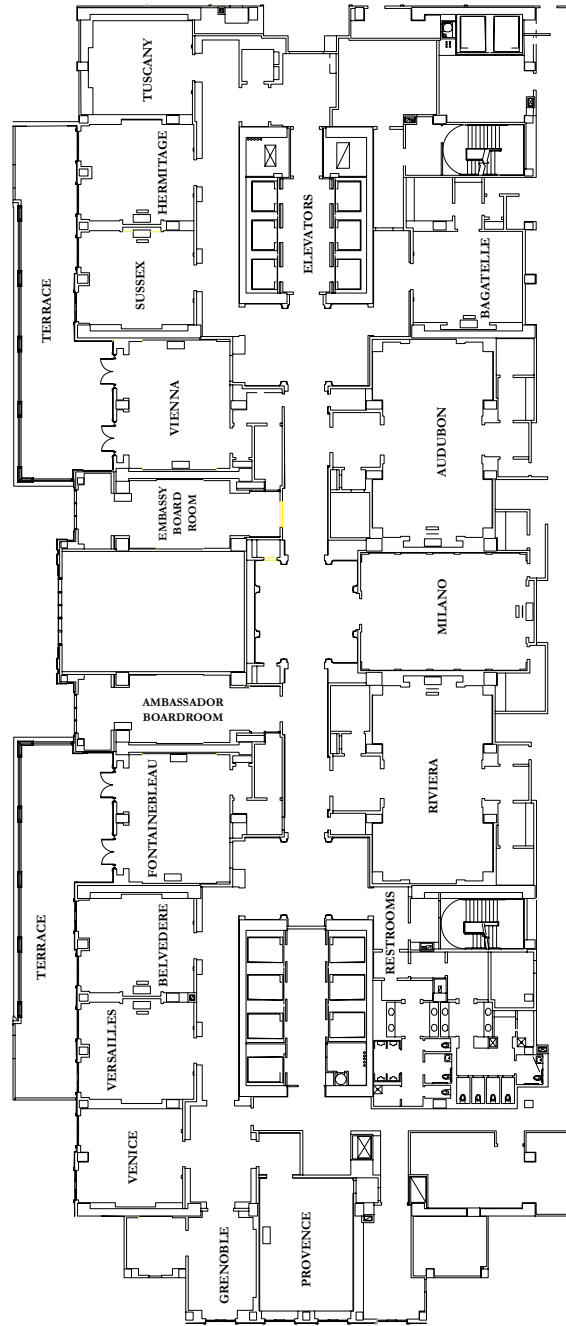 TUSCANY
HERMITAGE
ELEVATORS
SUSSEX
BAGATELLE
TERRACE
VIENNA
AUDUBON
EMBASSY
BOARD
ROOM
MILANO
AMBASSADOR
BOARDROOM
FONTAINEBLEAU
RIVIERA
BELVEDERE
RESTROOMS
TERRACE
VERSAILLES
VENICE
GRENOBLE
PROVENCE